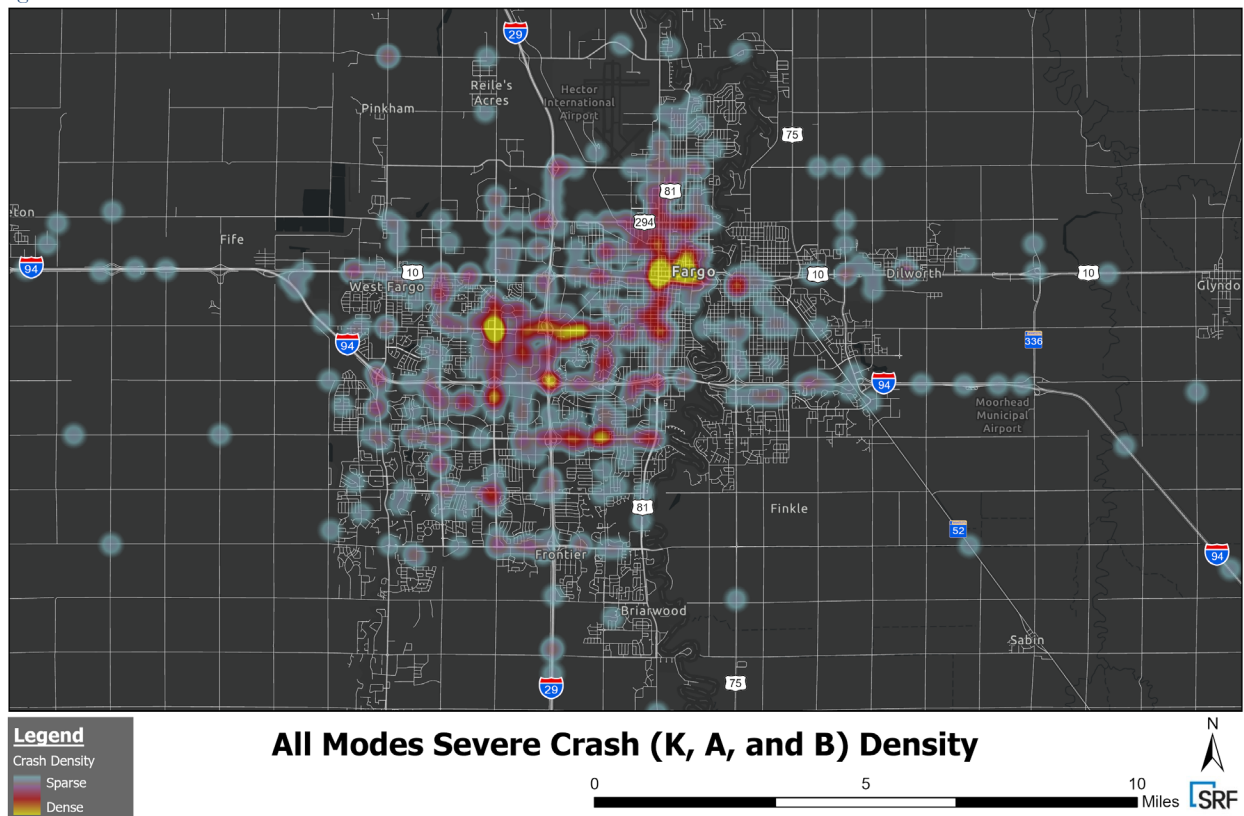 29
Reile's
Acres
Hector
International
Airport
Pinkham
75
81
eton
294
Fife
94
10
Fargo
10
Dilworth
10
West Fargo
Glyndo
94
336
94
Moorhead
Municipal
Airport
81
Finkle
52
Frontier
94
Briarwood
Sabin
29
75
Legend
Crash Density
Sparse
Dense
All Modes Severe Crash (K, A, and B) Density
0
5
10
Miles
N
SRF